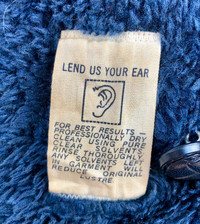 LEND US YOUR EAR
FOR BEST RESULTS —
PROFESSIONALLY DRY
CLEAN USING PURE
CLEAR SOLVENTS
RINSE THOROUGHLY
ANY SOLVENTS LEFT
IN GARMENT WILL
REDUCE ORIGINAL
LUSTRE